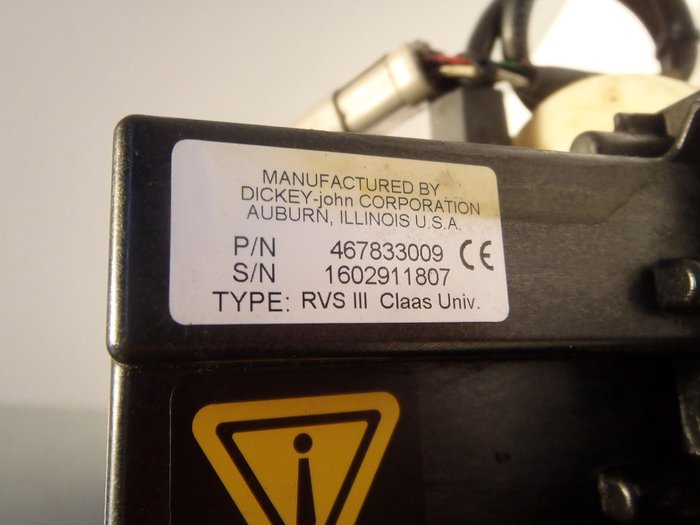 MANUFACTURED BY
DICKEY-john CORPORATION
AUBURN, ILLINOIS U.S.A.
P/N 467833009 CE
S/N 1602911807
TYPE: RVS III Claas Univ.